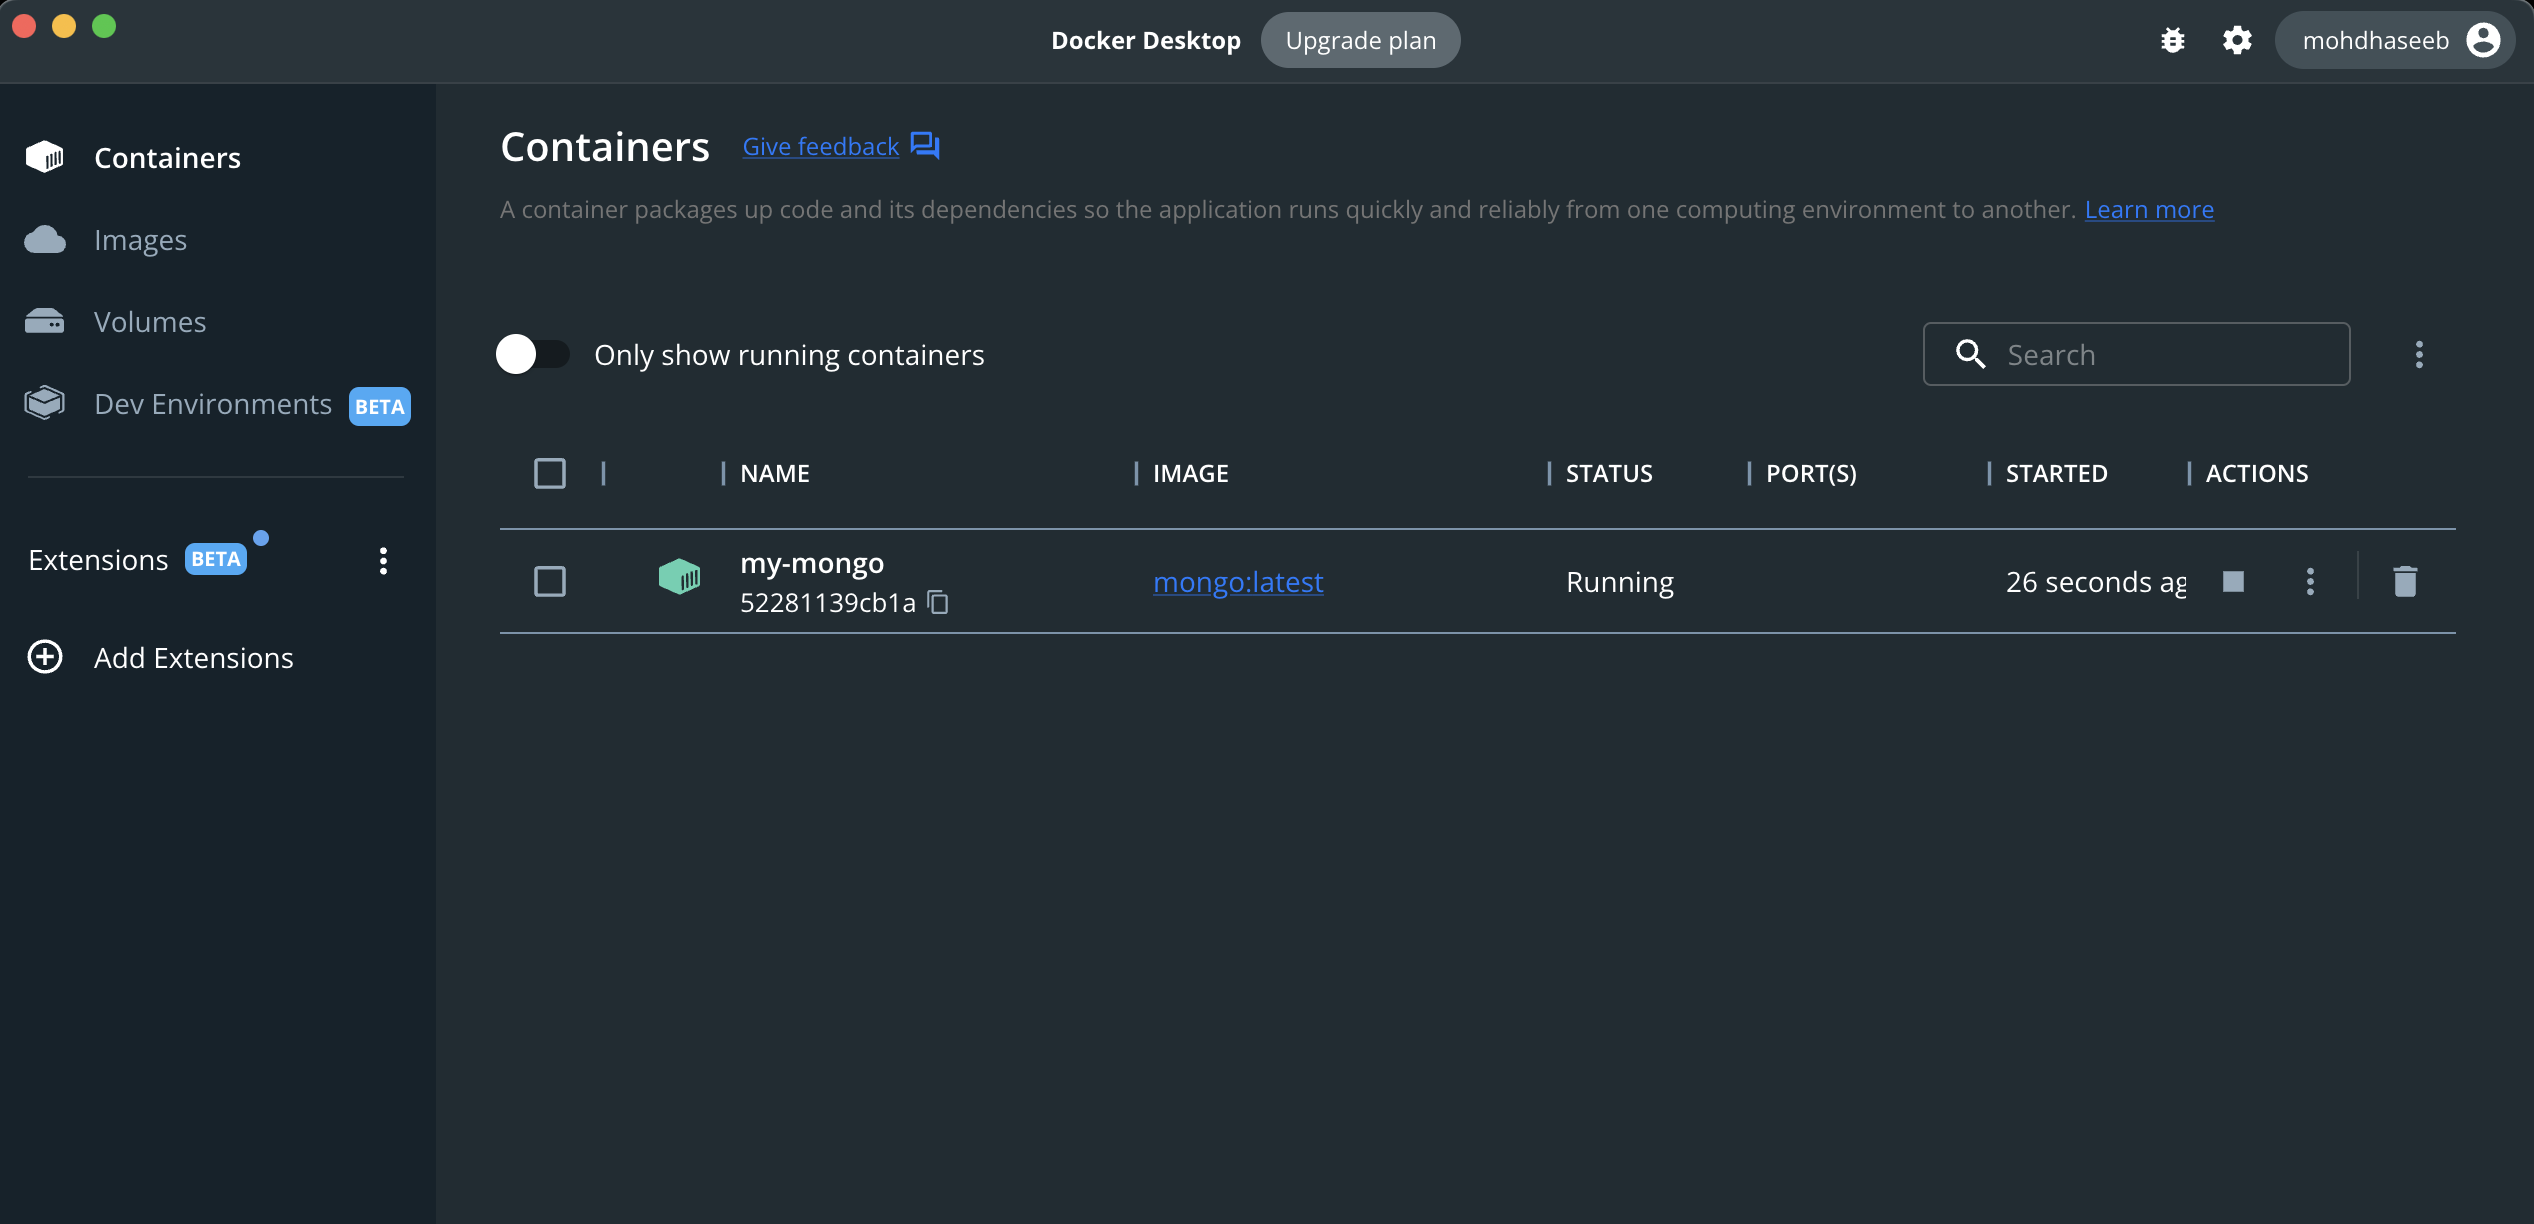 Docker Desktop Upgrade plan mohdhaseeb
Containers
Images
Volumes
Dev Environments BETA
Extensions BETA
Add Extensions
Containers Give feedback
A container packages up code and its dependencies so the application runs quickly and reliably from one computing environment to another. Learn more
Only show running containers
Search
NAME IMAGE STATUS PORT(S) STARTED ACTIONS
my-mongo
52281139cb1a
mongo:latest
Running
26 seconds ag